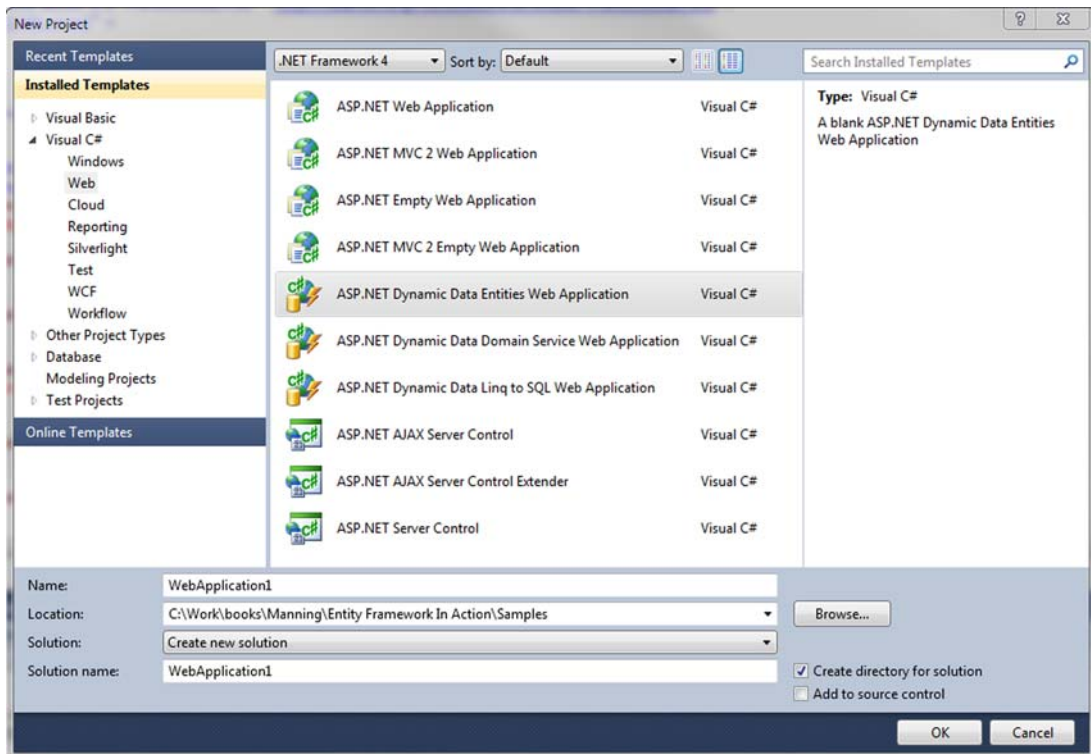 New Project
Recent Templates
Installed Templates
Visual Basic
Visual C#
Windows
Web
Cloud
Reporting
Silverlight
Test
WCF
Workflow
Other Project Types
Database
Modeling Projects
Test Projects
Online Templates
.NET Framework 4 Sort by: Default
ASP.NET Web Application Visual C#
ASP.NET MVC 2 Web Application Visual C#
ASP.NET Empty Web Application Visual C#
ASP.NET MVC 2 Empty Web Application Visual C#
ASP.NET Dynamic Data Entities Web Application Visual C#
ASP.NET Dynamic Data Domain Service Web Application Visual C#
ASP.NET Dynamic Data Linq to SQL Web Application Visual C#
ASP.NET AJAX Server Control Visual C#
ASP.NET AJAX Server Control Extender Visual C#
ASP.NET Server Control Visual C#
Search Installed Templates
Type: Visual C#
A blank ASP.NET Dynamic Data Entities
Web Application
Name: WebApplication1
Location: C:\Work\books\Manning\Entity Framework In Action\Samples Browse...
Solution: Create new solution
Solution name: WebApplication1
Create directory for solution
Add to source control
OK Cancel